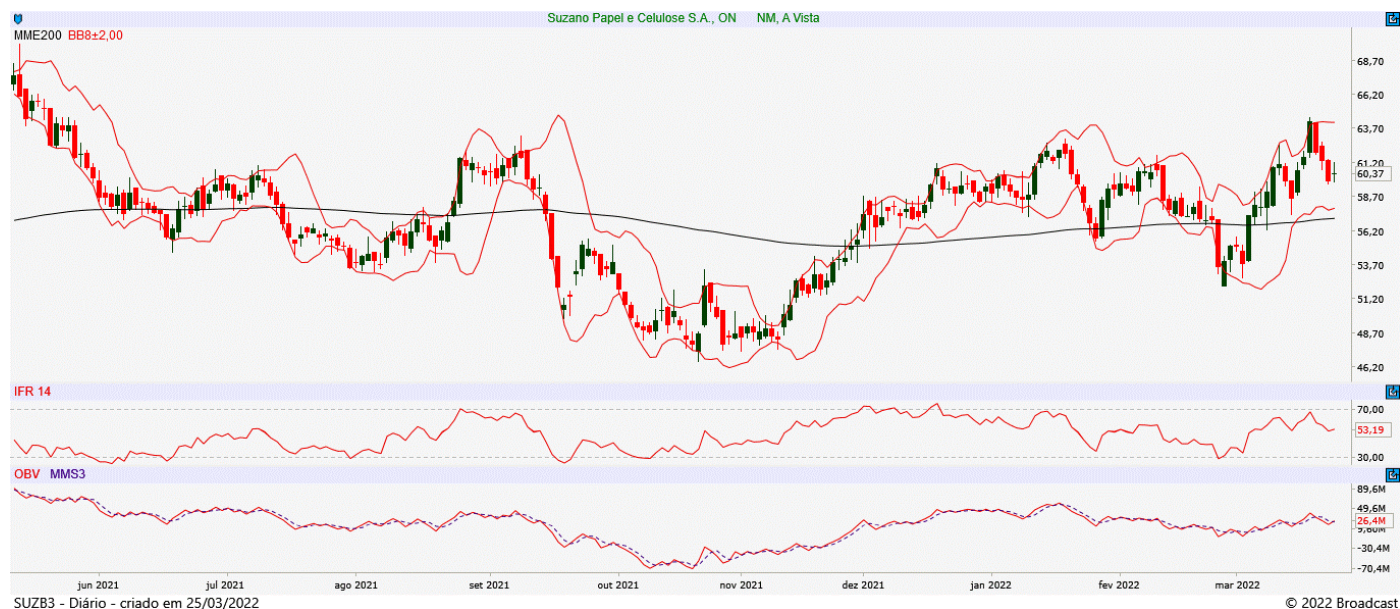 Suzano Papel e Celulose S.A., ON NM, A Vista
MME200 BB8±2,00
68,70
66,20
63,70
61,20
60,37
58,70
56,20
53,70
51,20
48,70
46,20
IFR 14
70,00
53,19
30,00
OBV MMS3
89,6M
49,6M
26,4M
-30,4M
-70,4M
jun 2021 jul 2021 ago 2021 set 2021 out 2021 nov 2021 dez 2021 jan 2022 fev 2022 mar 2022
SUZB3 - Diário - criado em 25/03/2022 © 2022 Broadcast